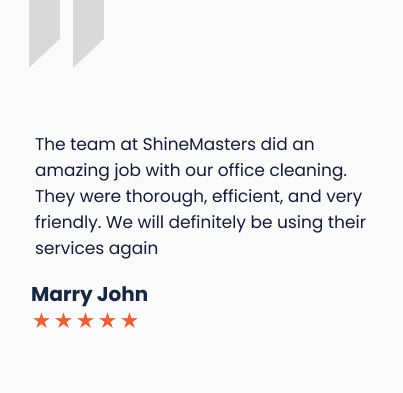 The team at ShineMasters did an
amazing job with our office cleaning.
They were thorough, efficient, and very
friendly. We will definitely be using their
services again
Marry John
★★★★★